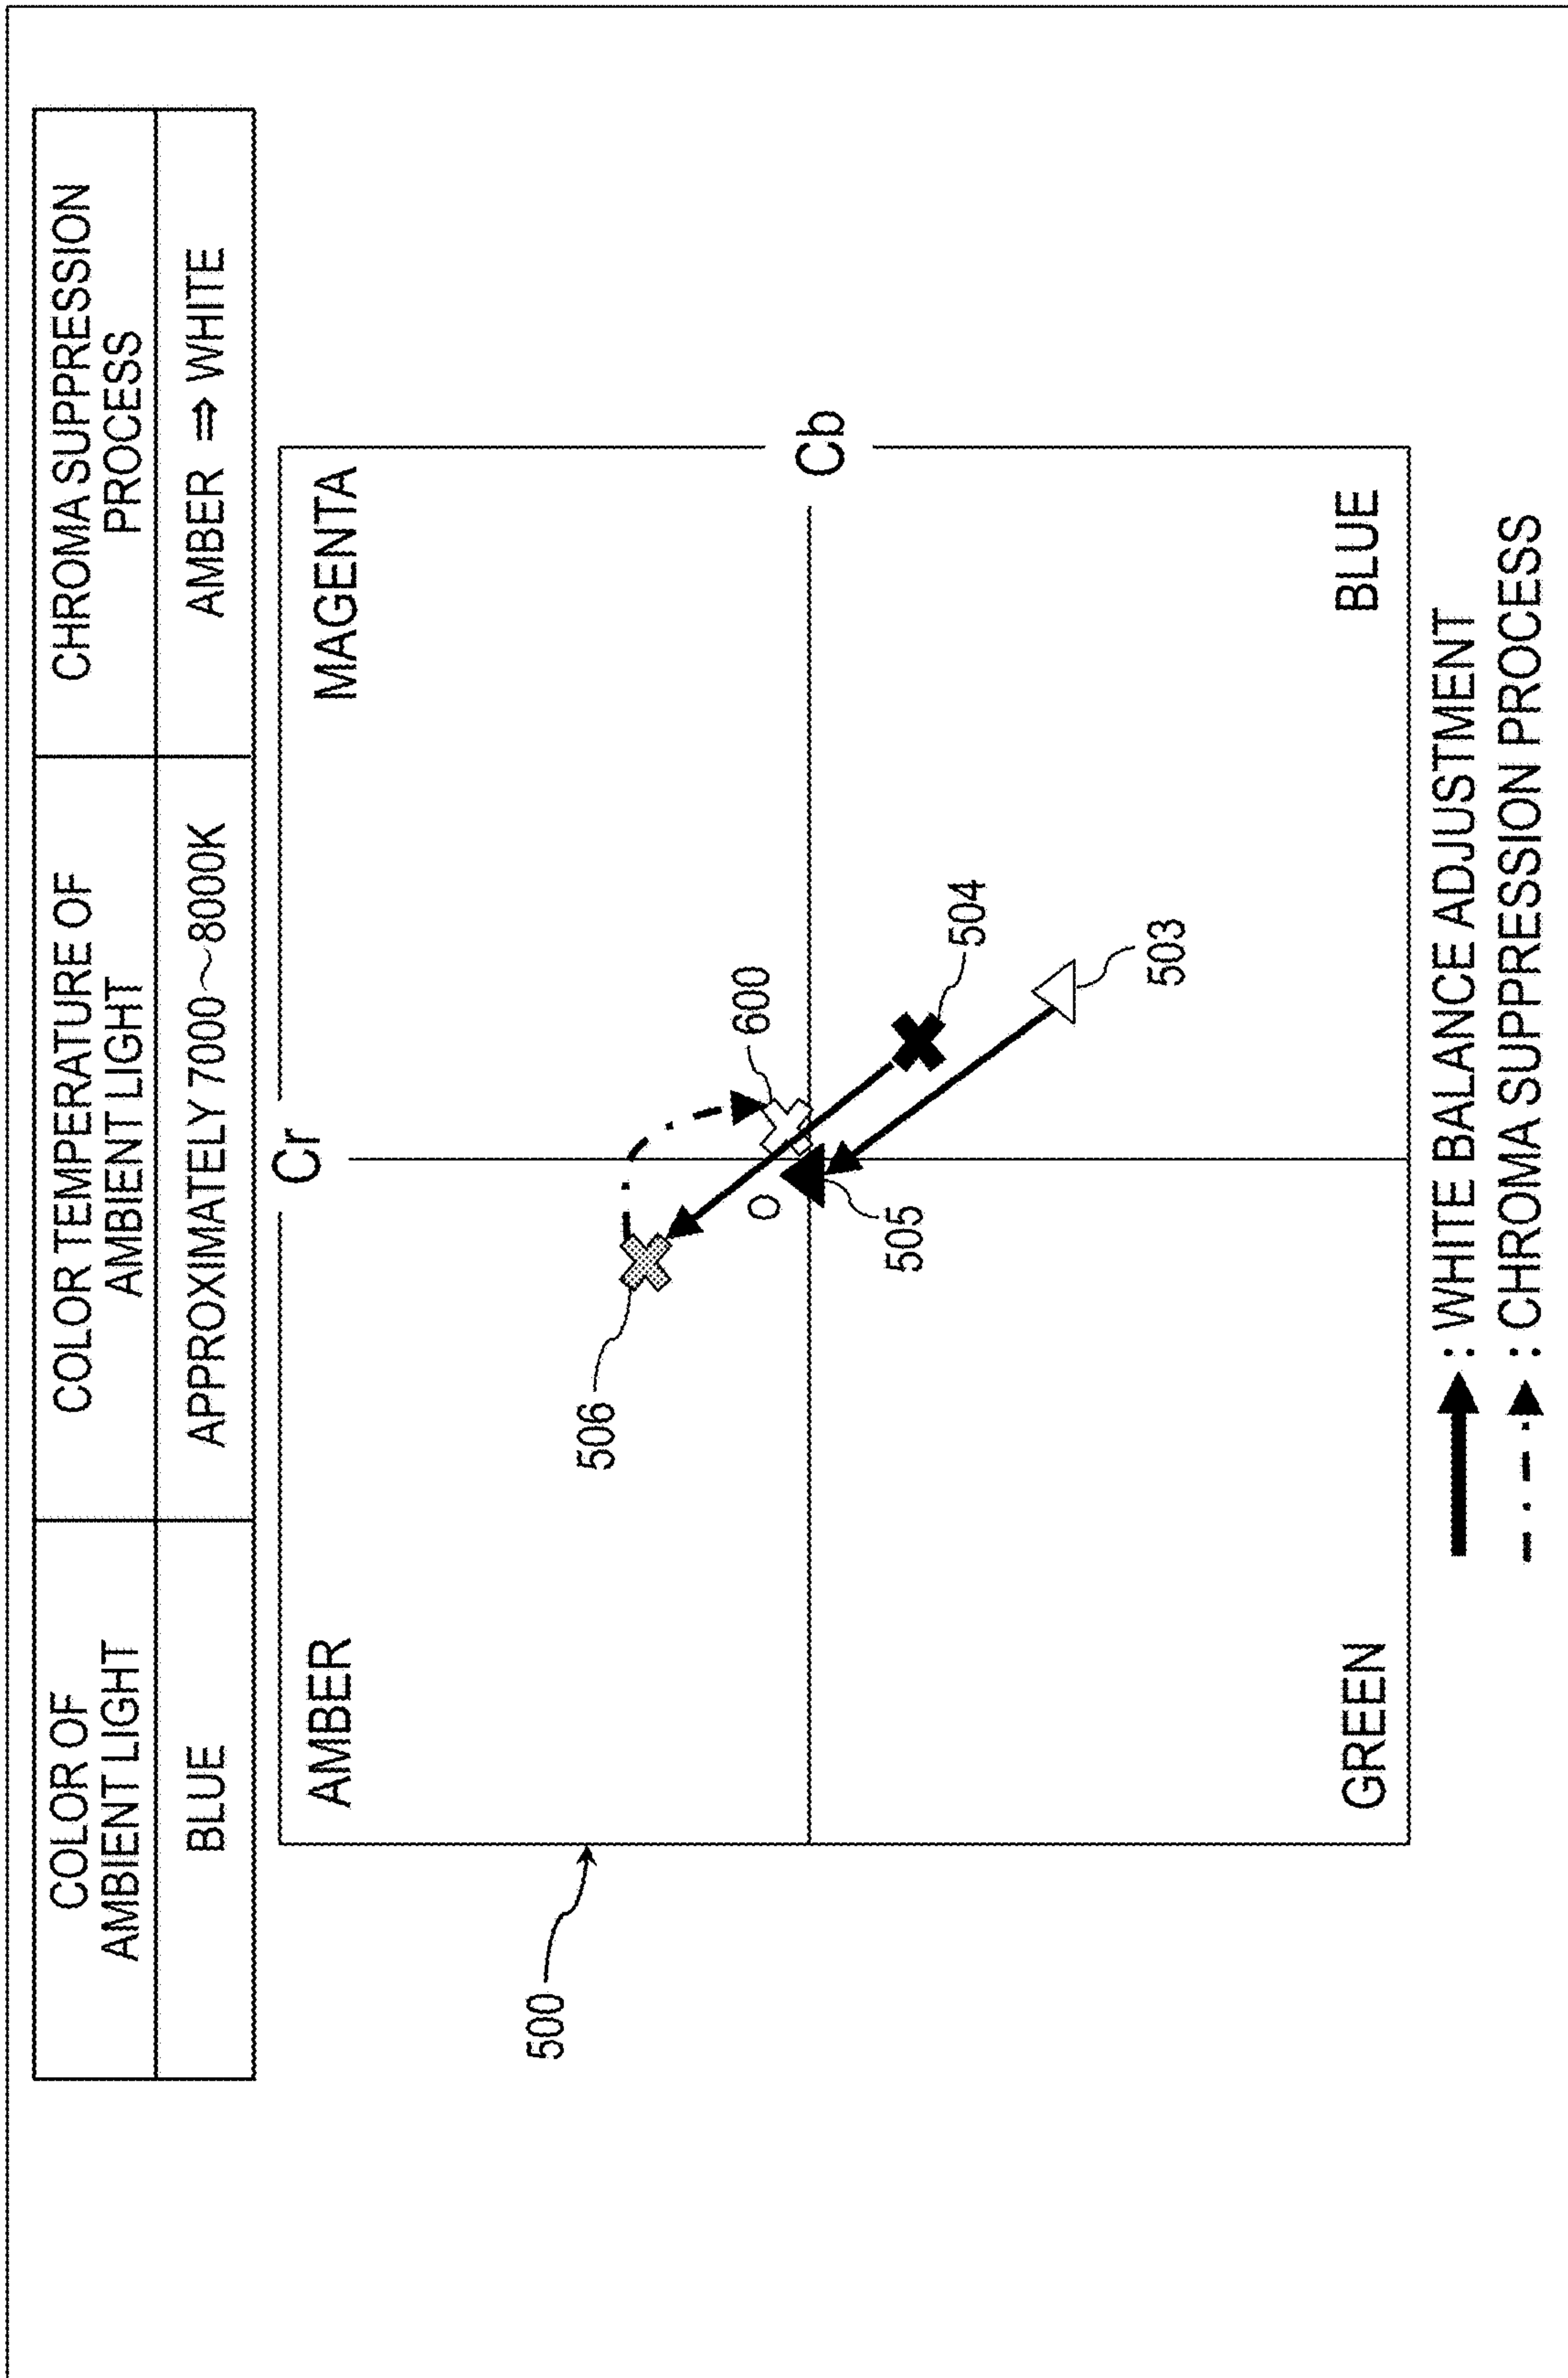 COLOR OF
AMBIENT LIGHT
COLOR TEMPERATURE OF
AMBIENT LIGHT
CHROMA SUPPRESSION
PROCESS
BLUE
APPROXIMATELY 7000～8000K
AMBER ⇒ WHITE
Cr
AMBER
MAGENTA
500
506
600
O
Cb
505
504
503
GREEN
BLUE
: WHITE BALANCE ADJUSTMENT
: CHROMA SUPPRESSION PROCESS